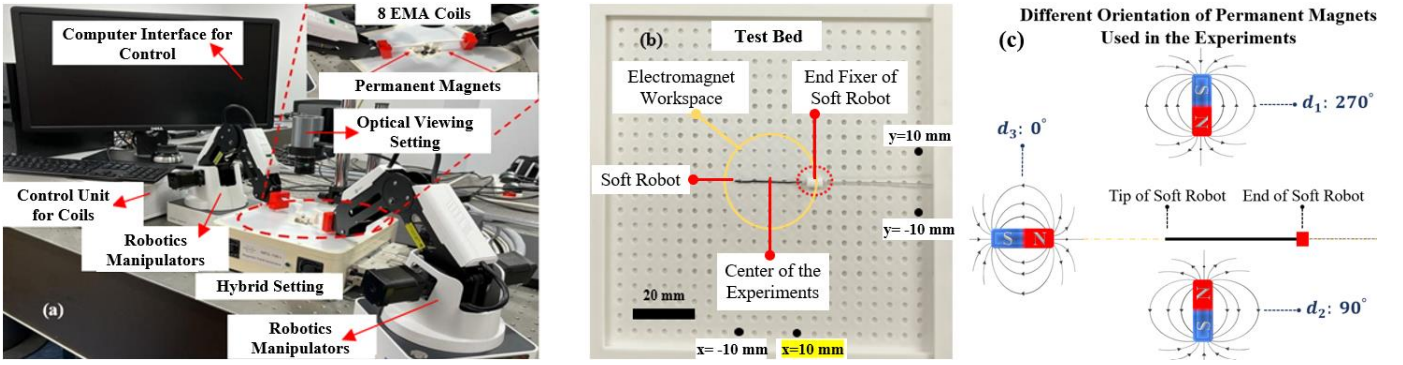 8 EMA Coils
Computer Interface for
Control
Permanent Magnets
Optical Viewing
Setting
Control Unit
for Coils
Robotics
Manipulators
Hybrid Setting
(a)
Robotics
Manipulators
(b)
Test Bed
Electromagnet
Workspace
End Fixer of
Soft Robot
y=10 mm
Soft Robot
y= -10 mm
Center of the
Experiments
20 mm
x= -10 mm
x=10 mm
Different Orientation of Permanent Magnets
Used in the Experiments
(c)
S
N
d₁: 270°
d₃: 0°
Tip of Soft Robot
End of Soft Robot
S N
N
S
d₂: 90°